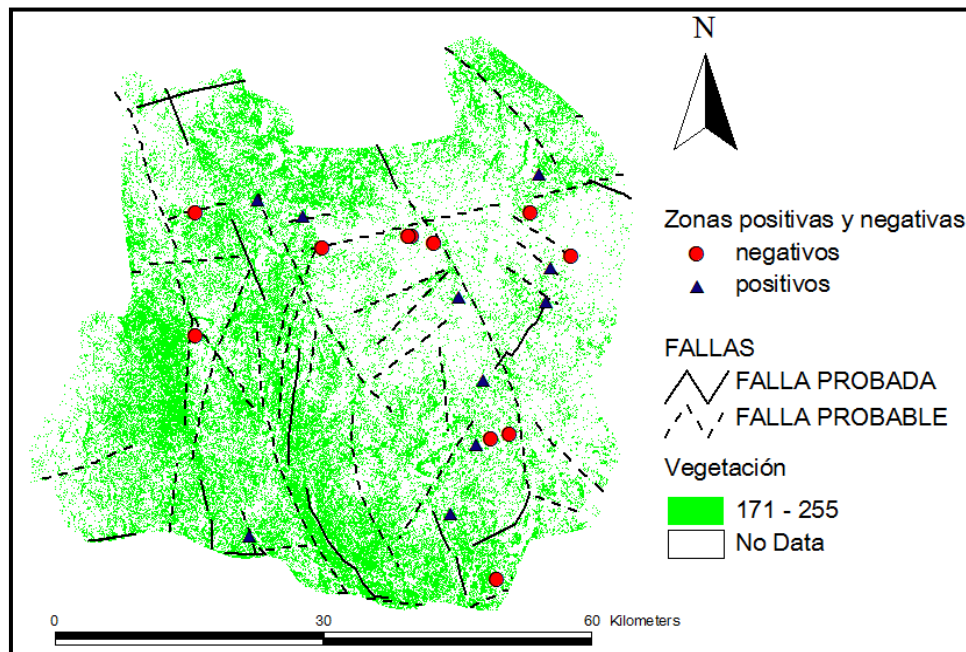 N
Zonas positivas y negativas
negativos
positivos
FALLAS
FALLA PROBADA
FALLA PROBABLE
Vegetación
171 - 255
No Data
0 30 60 Kilometers